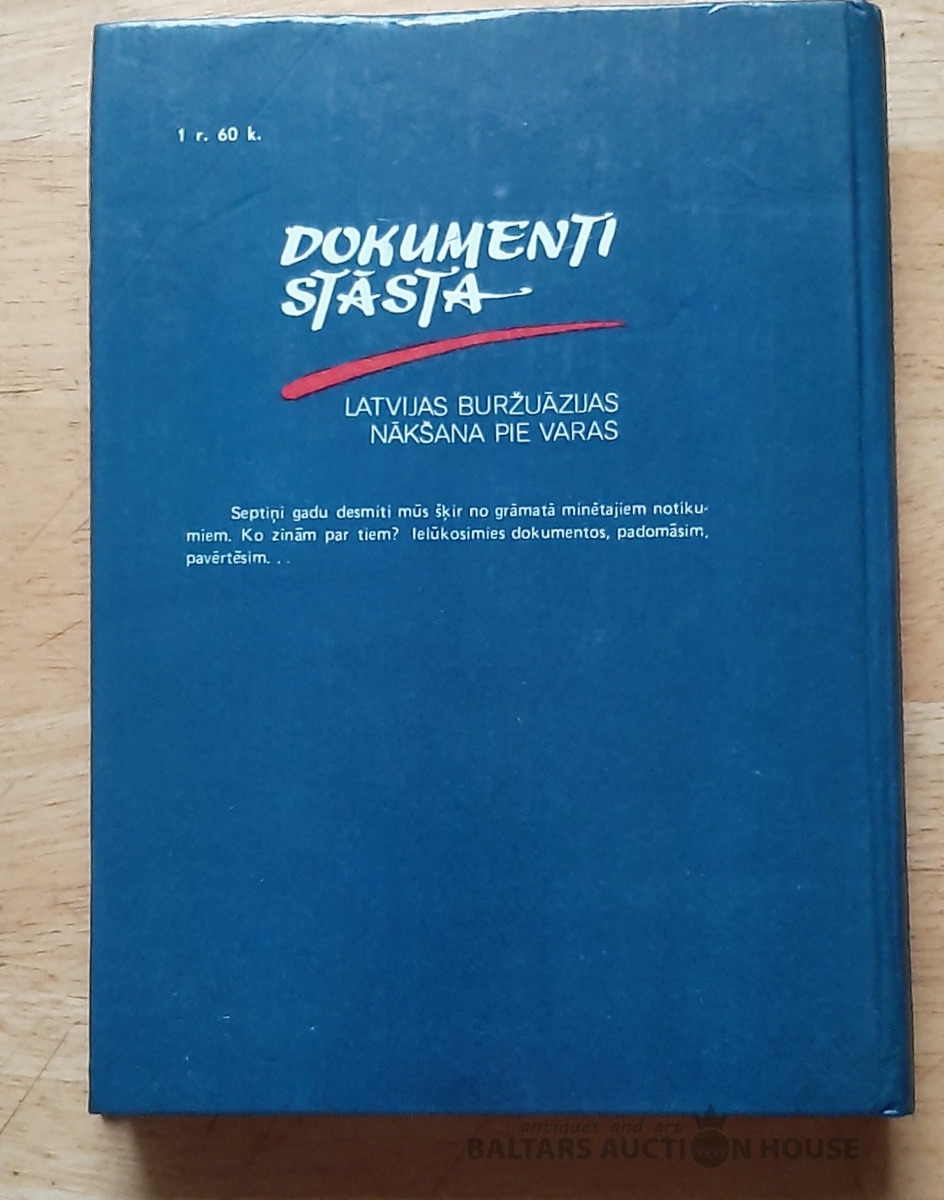 1 r. 60 k.
DOKUMENTI
STĀSTA
LATVIJAS BURŽUĀZIJAS
NĀKŠANA PIE VARAS
Septiņi gadu desmiti mūs šķir no grāmatā minētajiem notiku-
miem. Ko zinām par tiem? Ielūkosimies dokumentos, padomāsim,
pavērtēsim. . .
antiques and art
BALTARS AUCTION HOUSE